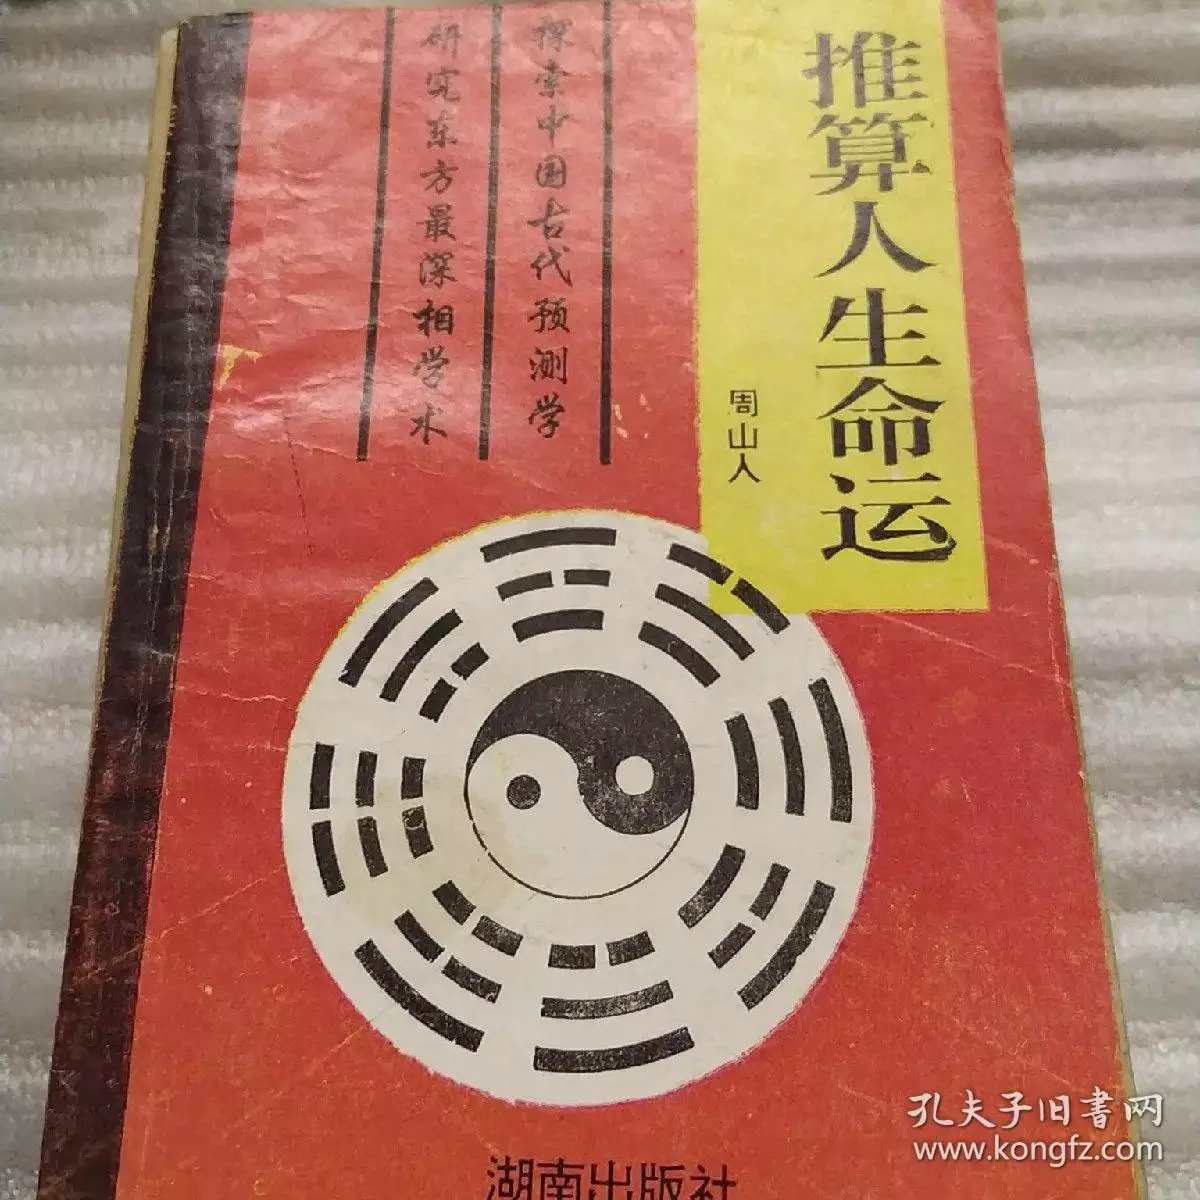 推算人生命运
周山人
探索中国古代预测学
研究东方最深相学术
湖南出版社
孔夫子旧書网
www.kongfz.com